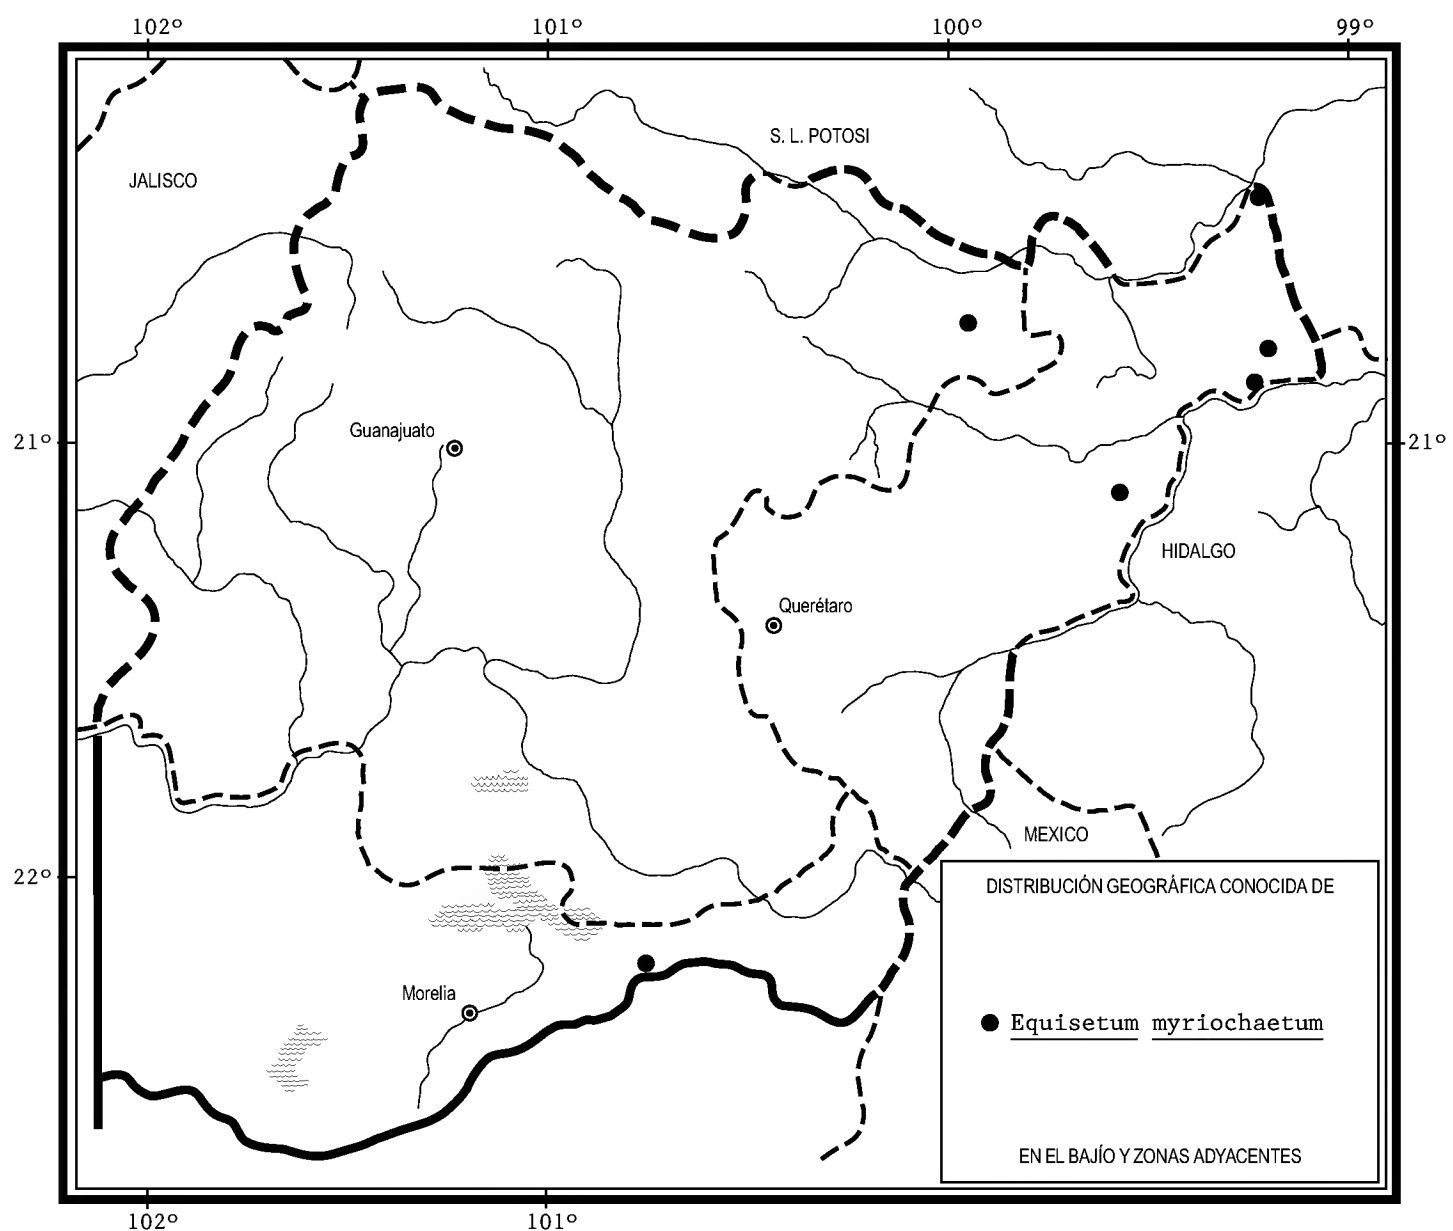 102º 101º 100º 99º
S. L. POTOSI
JALISCO
Guanajuato
21º
21º
HIDALGO
Querétaro
MEXICO
22º
DISTRIBUCIÓN GEOGRÁFICA CONOCIDA DE
Morelia
Equisetum myriochaetum
EN EL BAJÍO Y ZONAS ADYACENTES
102º 101º